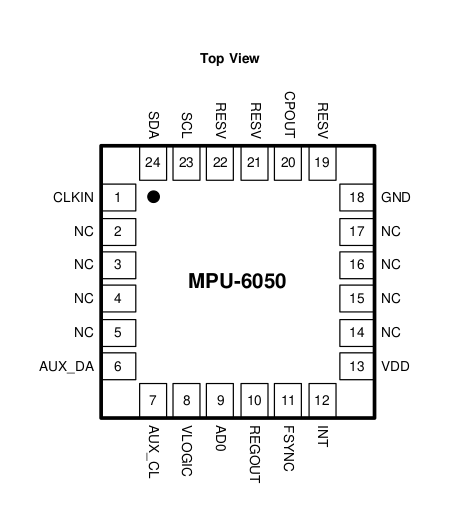 Top View
SDA SCL RESV RESV CPOUT RESV
24 23 22 21 20 19
CLKIN 1 18 GND
NC 2 17 NC
NC 3 16 NC
MPU-6050
NC 4 15 NC
NC 5 14 NC
AUX_DA 6 13 VDD
7 8 9 10 11 12
AUX_CL VLOGIC AD0 REGOUT FSYNC INT